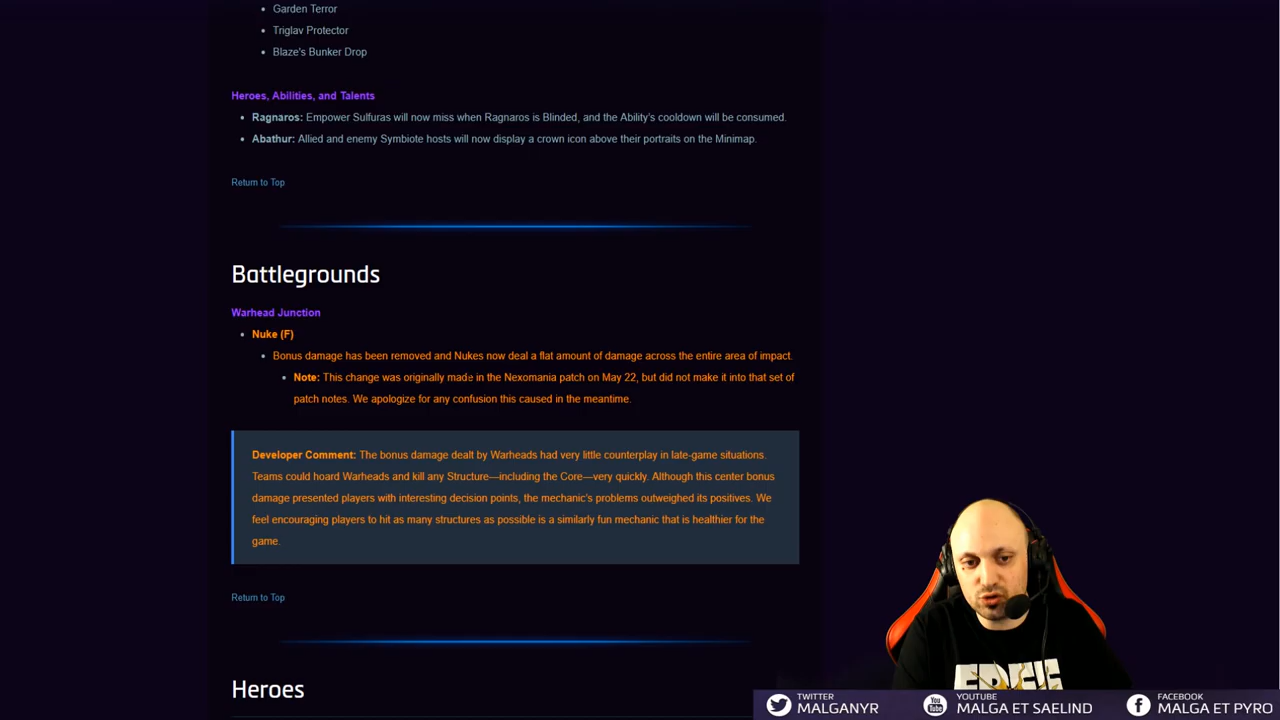 Garden Terror
Triglav Protector
Blaze's Bunker Drop
Heroes, Abilities, and Talents
Ragnaros: Empower Sulfuras will now miss when Ragnaros is Blinded, and the Ability's cooldown will be consumed.
Abathur: Allied and enemy Symbiote hosts will now display a crown icon above their portraits on the Minimap.
Return to Top
Battlegrounds
Warhead Junction
Nuke (F)
Bonus damage has been removed and Nukes now deal a flat amount of damage across the entire area of impact.
Note: This change was originally made in the Nexomania patch on May 22, but did not make it into that set of
patch notes. We apologize for any confusion this caused in the meantime.
Developer Comment: The bonus damage dealt by Warheads had very little counterplay in late-game situations.
Teams could hoard Warheads and kill any Structure—including the Core—very quickly. Although this center bonus
damage presented players with interesting decision points, the mechanic's problems outweighed its positives. We
feel encouraging players to hit as many structures as possible is a similarly fun mechanic that is healthier for the
game.
Return to Top
Heroes
TWITTER
MALGANYR
YOUTUBE
MALGA ET SAELIND
FACEBOOK
MALGA ET PYRO